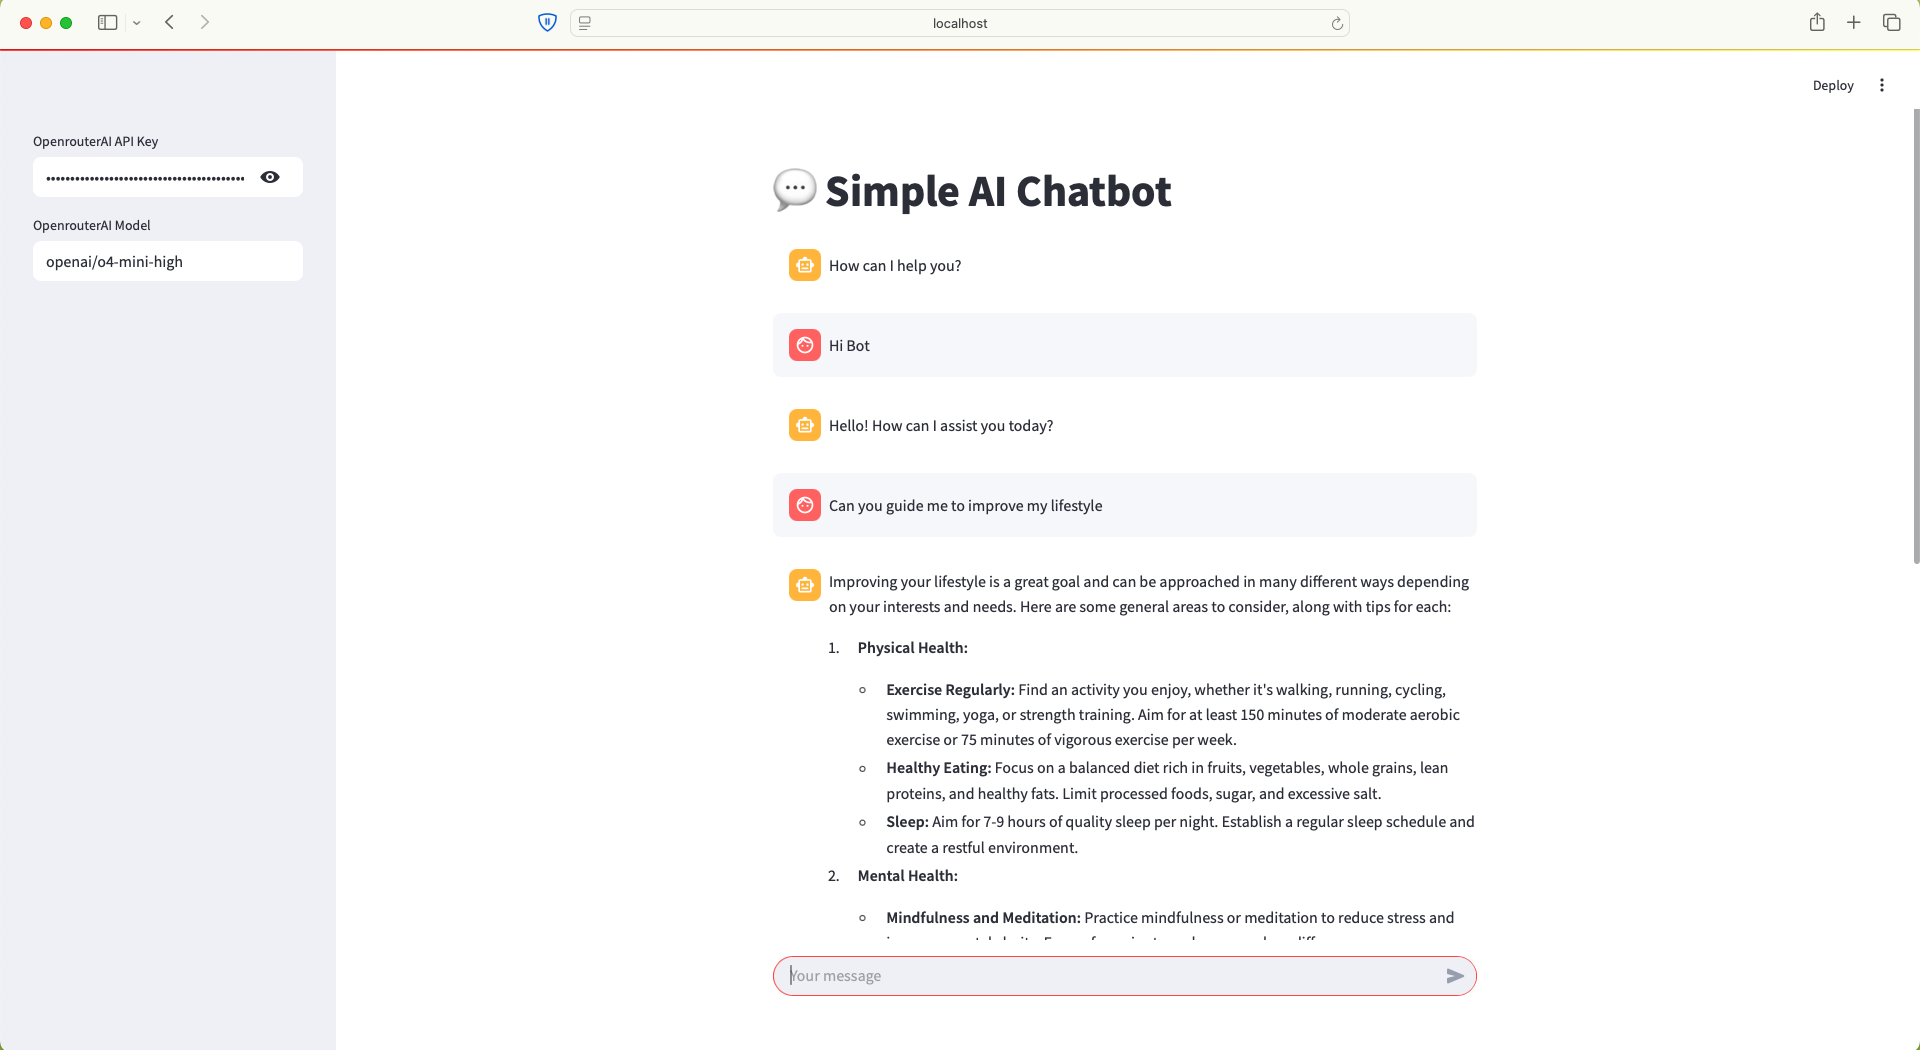 localhost
Deploy
OpenrouterAI API Key
OpenrouterAI Model
openai/o4-mini-high
Simple AI Chatbot
How can I help you?
Hi Bot
Hello! How can I assist you today?
Can you guide me to improve my lifestyle
Improving your lifestyle is a great goal and can be approached in many different ways depending
on your interests and needs. Here are some general areas to consider, along with tips for each:
1. Physical Health:
Exercise Regularly: Find an activity you enjoy, whether it's walking, running, cycling,
swimming, yoga, or strength training. Aim for at least 150 minutes of moderate aerobic
exercise or 75 minutes of vigorous exercise per week.
Healthy Eating: Focus on a balanced diet rich in fruits, vegetables, whole grains, lean
proteins, and healthy fats. Limit processed foods, sugar, and excessive salt.
Sleep: Aim for 7-9 hours of quality sleep per night. Establish a regular sleep schedule and
create a restful environment.
2. Mental Health:
Mindfulness and Meditation: Practice mindfulness or meditation to reduce stress and
Your message